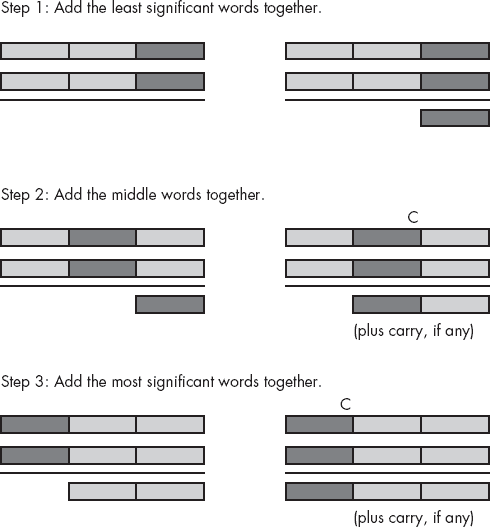 Step 1: Add the least significant words together.
Step 2: Add the middle words together.
C
(plus carry, if any)
Step 3: Add the most significant words together.
C
(plus carry, if any)